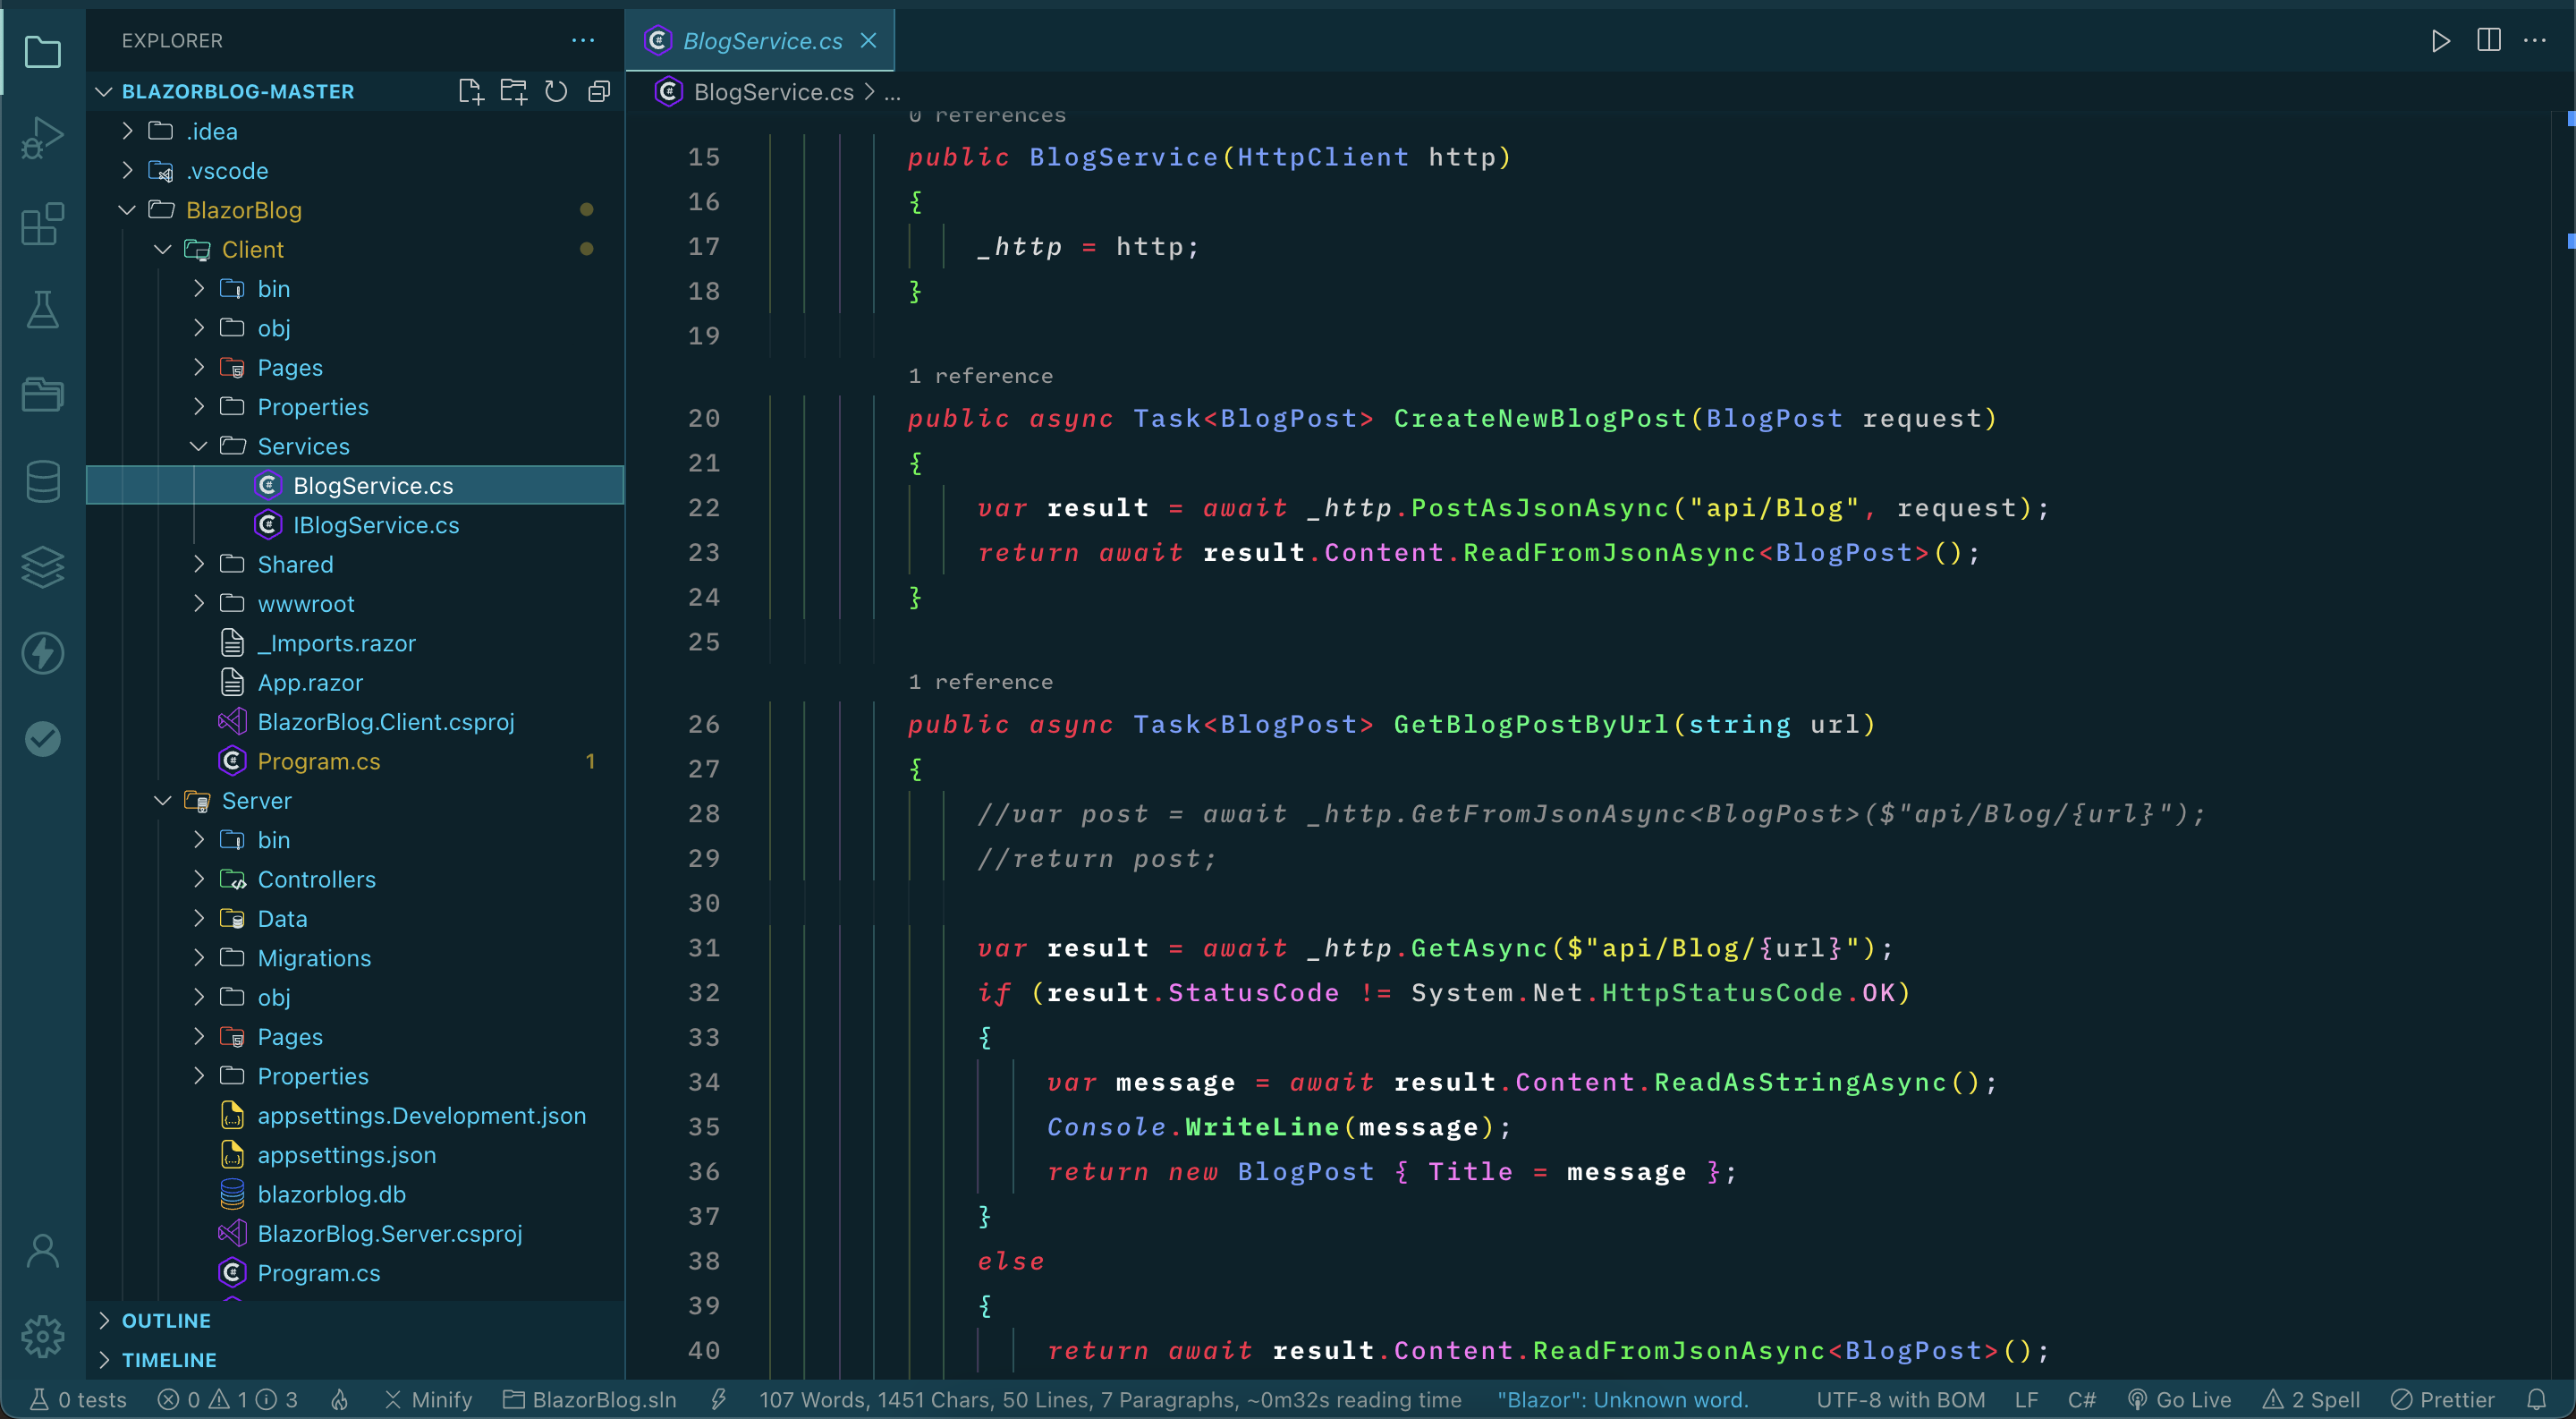 EXPLORER
BLAZORBLOG-MASTER
.idea
.vscode
BlazorBlog
Client
bin
obj
Pages
Properties
Services
BlogService.cs
IBlogService.cs
Shared
wwwroot
_Imports.razor
App.razor
BlazorBlog.Client.csproj
Program.cs 1
Server
bin
Controllers
Data
Migrations
obj
Pages
Properties
appsettings.Development.json
appsettings.json
blazorblog.db
BlazorBlog.Server.csproj
Program.cs
OUTLINE
TIMELINE
BlogService.cs
BlogService.cs > ...
0 references
15 public BlogService(HttpClient http)
16 {
17 _http = http;
18 }
19
1 reference
20 public async Task<BlogPost> CreateNewBlogPost(BlogPost request)
21 {
22 var result = await _http.PostAsJsonAsync("api/Blog", request);
23 return await result.Content.ReadFromJsonAsync<BlogPost>();
24 }
25
1 reference
26 public async Task<BlogPost> GetBlogPostByUrl(string url)
27 {
28 //var post = await _http.GetFromJsonAsync<BlogPost>($"api/Blog/{url}");
29 //return post;
30
31 var result = await _http.GetAsync($"api/Blog/{url}");
32 if (result.StatusCode != System.Net.HttpStatusCode.OK)
33 {
34 var message = await result.Content.ReadAsStringAsync();
35 Console.WriteLine(message);
36 return new BlogPost { Title = message };
37 }
38 else
39 {
40 return await result.Content.ReadFromJsonAsync<BlogPost>();
0 tests 0 1 3 Minify BlazorBlog.sln 107 Words, 1451 Chars, 50 Lines, 7 Paragraphs, ~0m32s reading time "Blazor": Unknown word. UTF-8 with BOM LF C# Go Live 2 Spell Prettier